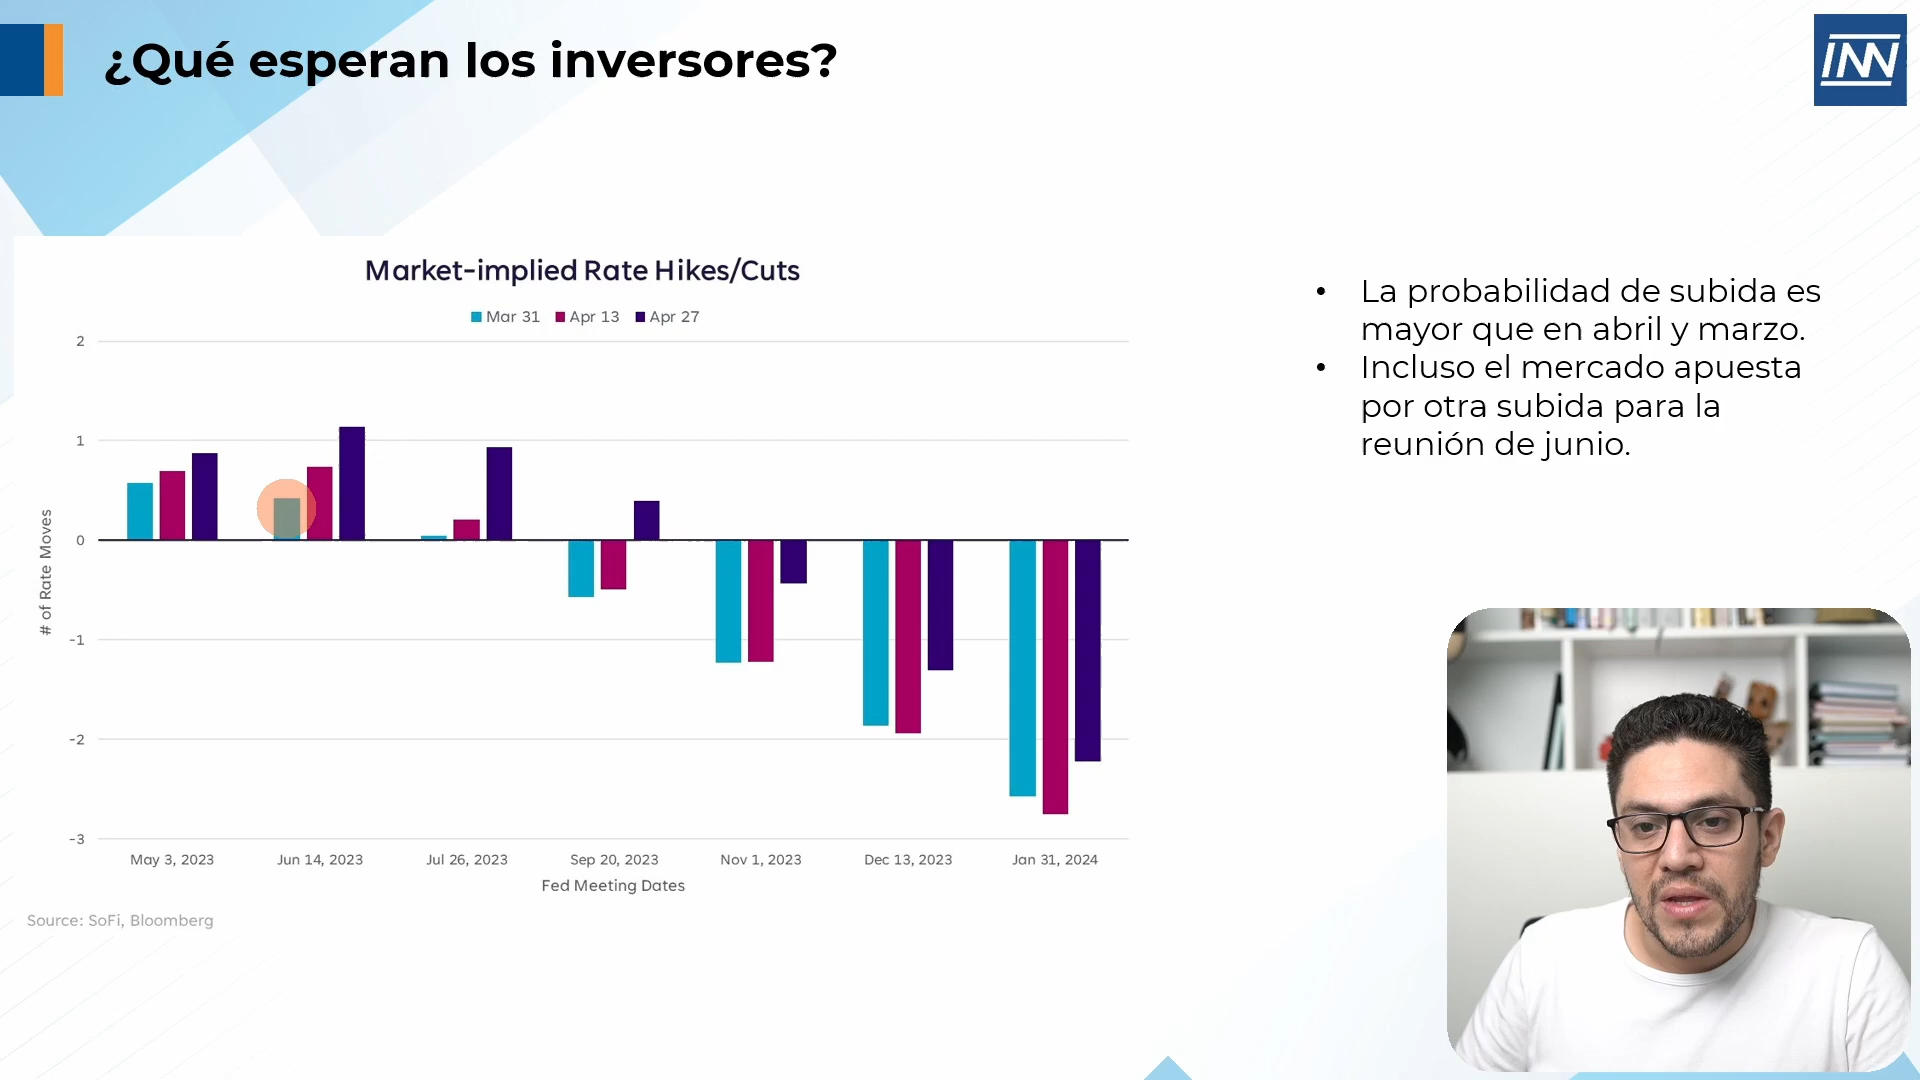 ¿Qué esperan los inversores?
INN
Market-implied Rate Hikes/Cuts
Mar 31 Apr 13 Apr 27
2
1
0
-1
-2
-3
# of Rate Moves
May 3, 2023 Jun 14, 2023 Jul 26, 2023 Sep 20, 2023 Nov 1, 2023 Dec 13, 2023 Jan 31, 2024
Fed Meeting Dates
Source: SoFi, Bloomberg
• La probabilidad de subida es
mayor que en abril y marzo.
• Incluso el mercado apuesta
por otra subida para la
reunión de junio.